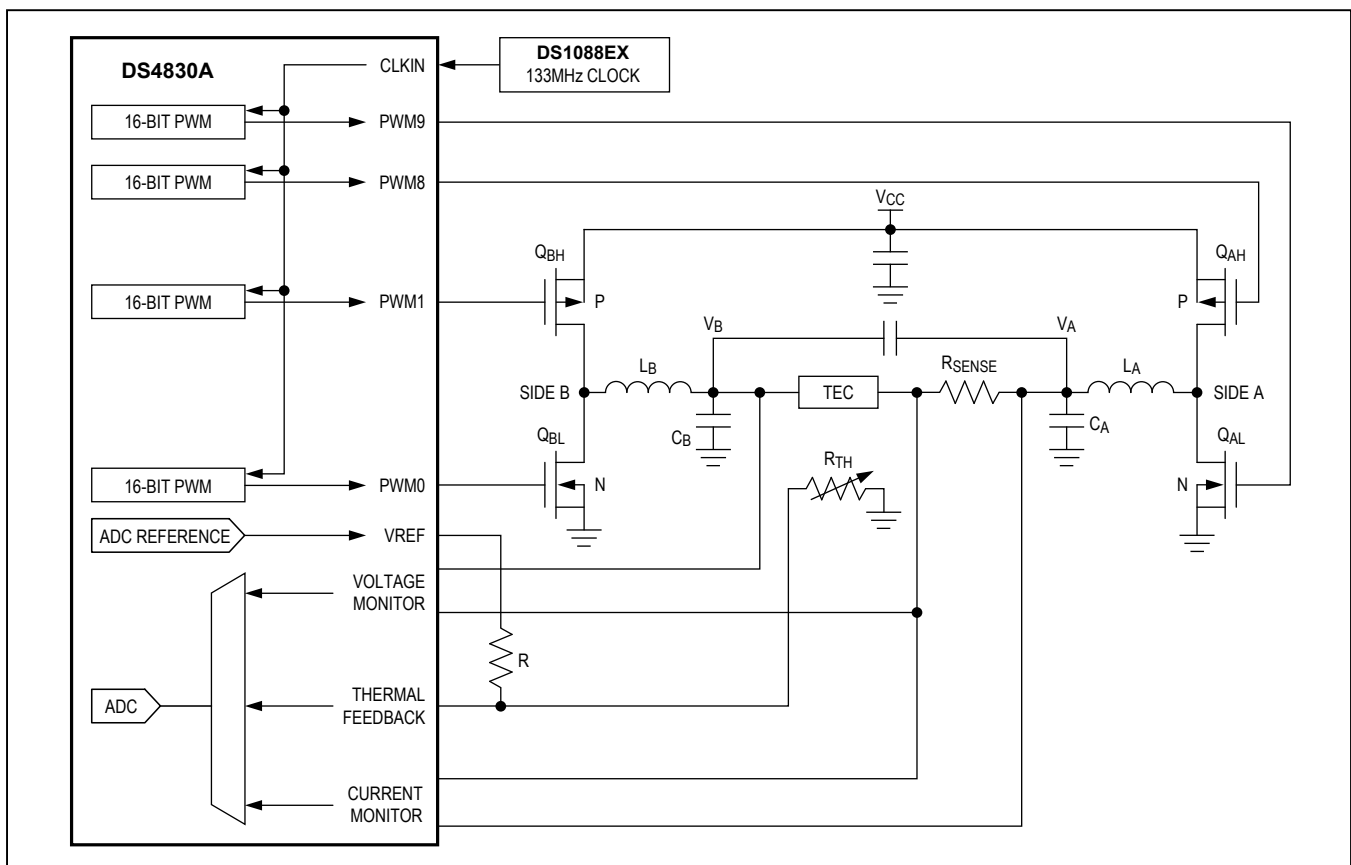 DS4830A
CLKIN
DS1088EX
133MHz CLOCK
16-BIT PWM
PWM9
16-BIT PWM
PWM8
VCC
QBH
QAH
16-BIT PWM
PWM1
P
P
VB
VA
LB
RSENSE
LA
SIDE B
TEC
SIDE A
CB
CA
QBL
QAL
RTH
16-BIT PWM
PWM0
N
N
ADC REFERENCE
VREF
VOLTAGE
MONITOR
R
ADC
THERMAL
FEEDBACK
CURRENT
MONITOR